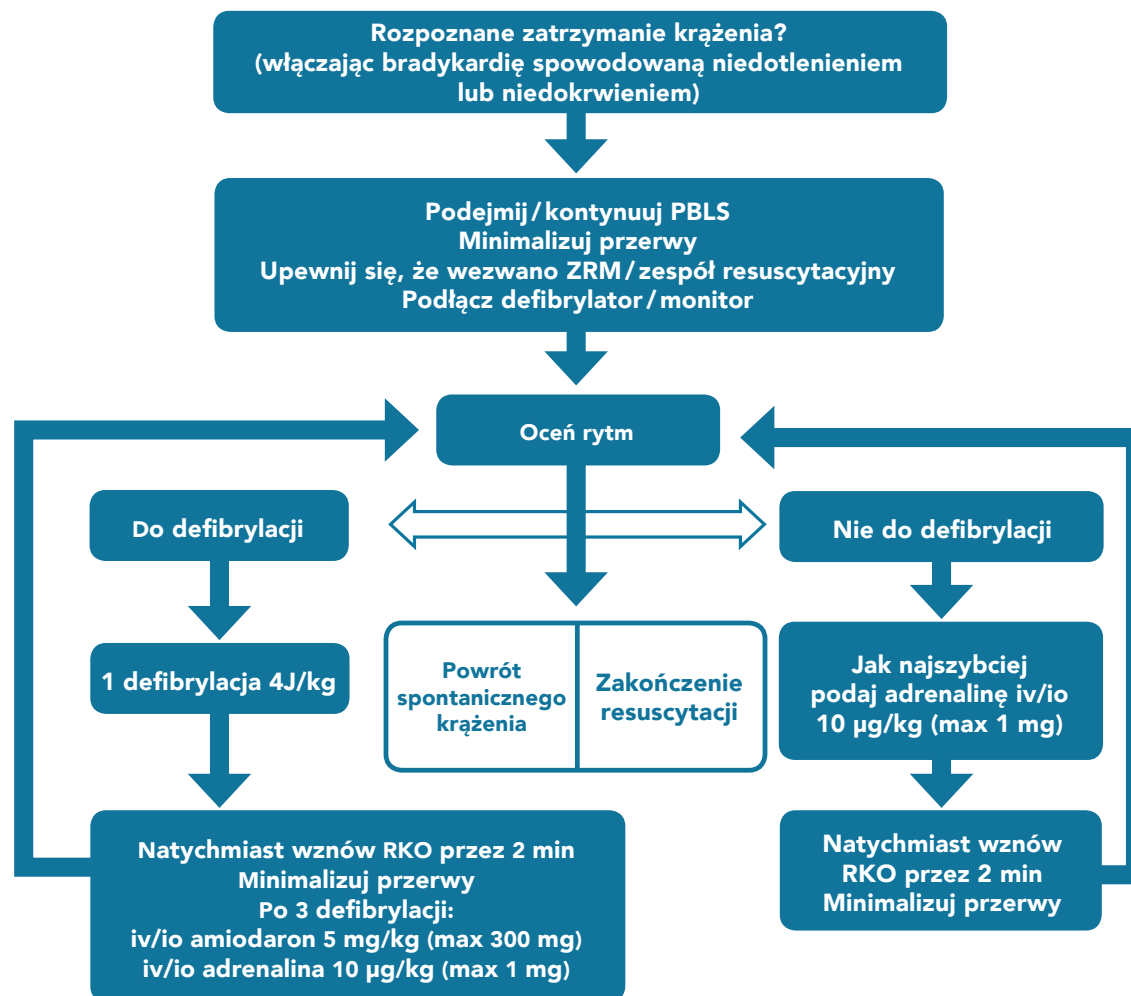 Rozpoznane zatrzymanie krążenia?
(włączając bradykardię spowodowaną niedotlenieniem
lub niedokrwieniem)
Podejmij/kontynuuj PBLS
Minimalizuj przerwy
Upewnij się, że wezwano ZRM/zespół resuscytacyjny
Podłącz defibrylator/monitor
Oceń rytm
Do defibrylacji
Nie do defibrylacji
1 defibrylacja 4J/kg
Powrót
spontanicznego
krążenia
Zakończenie
resuscytacji
Jak najszybciej
podaj adrenalinę iv/io
10 µg/kg (max 1 mg)
Natychmiast wznów RKO przez 2 min
Minimalizuj przerwy
Po 3 defibrylacji:
iv/io amiodaron 5 mg/kg (max 300 mg)
iv/io adrenalina 10 µg/kg (max 1 mg)
Natychmiast wznów
RKO przez 2 min
Minimalizuj przerwy